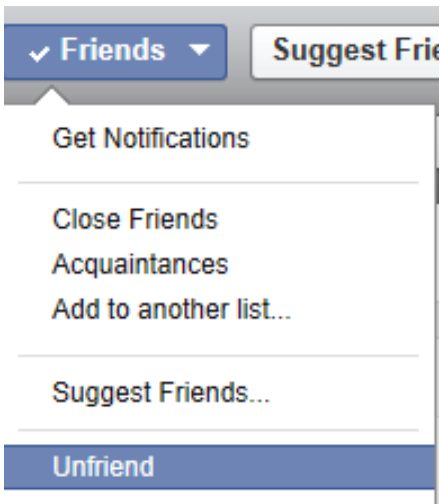 Friends
Suggest Frie
Get Notifications
Close Friends
Acquaintances
Add to another list...
Suggest Friends...
Unfriend